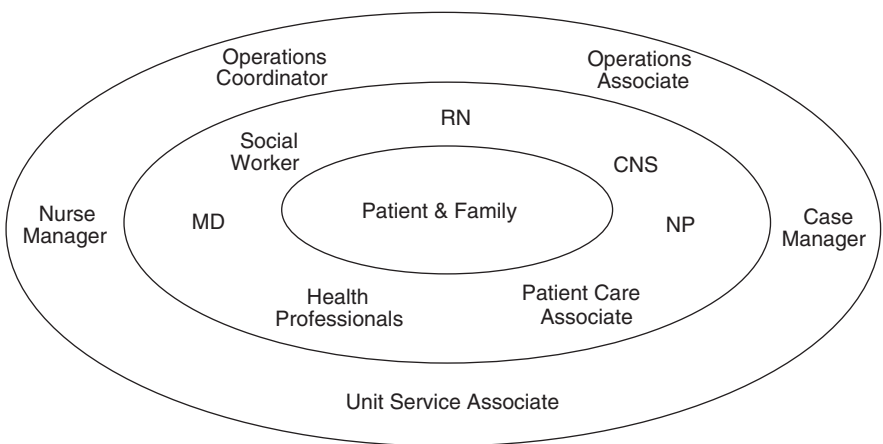 Operations
Coordinator
Operations
Associate
RN
Social
Worker
CNS
Nurse
Manager
MD
Patient & Family
NP
Case
Manager
Health
Professionals
Patient Care
Associate
Unit Service Associate